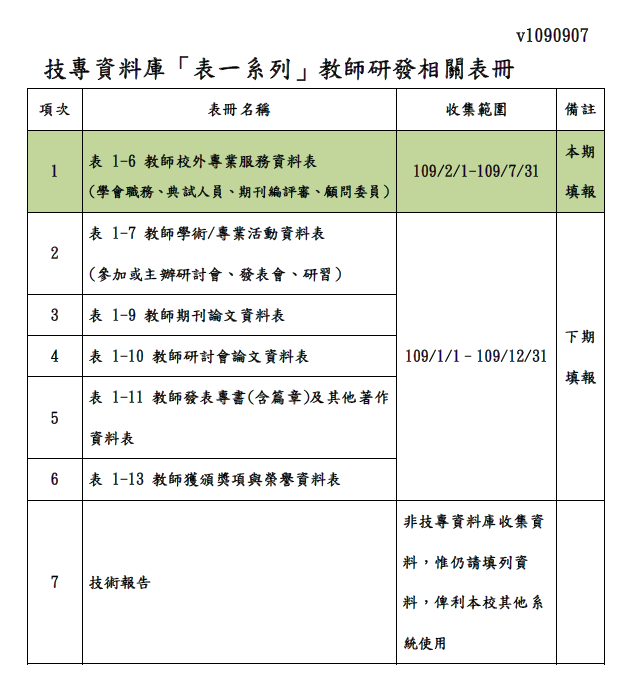 v1090907
技專資料庫「表一系列」教師研發相關表冊
項次 表冊名稱 收集範圍 備註
1 表 1-6 教師校外專業服務資料表
(學會職務、典試人員、期刊編評審、顧問委員) 109/2/1-109/7/31 本期
填報
2 表 1-7 教師學術/專業活動資料表
(參加或主辦研討會、發表會、研習)
3 表 1-9 教師期刊論文資料表
4 表 1-10 教師研討會論文資料表
109/1/1–109/12/31
下期
填報
5 表 1-11 教師發表專書(含篇章)及其他著作
資料表
6 表 1-13 教師獲頒獎項與榮譽資料表
7 技術報告
非技專資料庫收集資
料，惟仍請填列資
料，俾利本校其他系
統使用